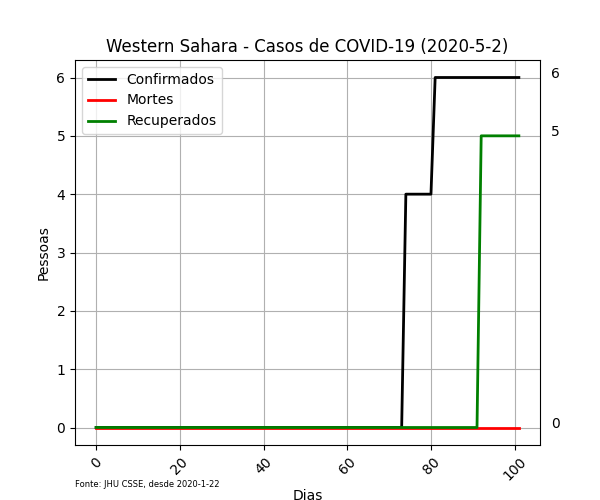 Western Sahara - Casos de COVID-19 (2020-5-2)
Confirmados
Mortes
Recuperados
6
5
4
3
2
1
0
6
5
0
Pessoas
0
20
40
60
80
100
Fonte: JHU CSSE, desde 2020-1-22
Dias